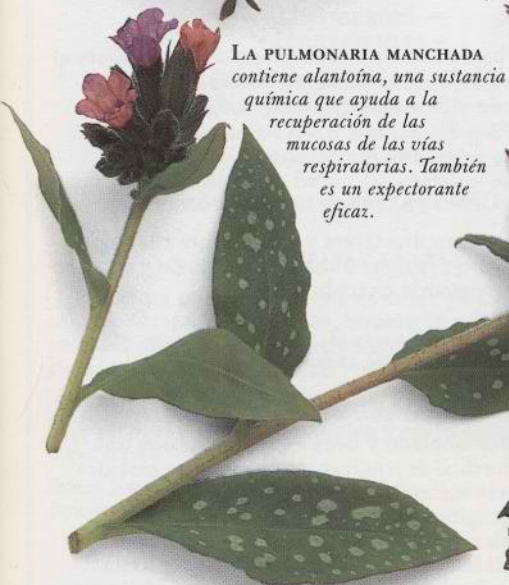 LA PULMONARIA MANCHADA
contiene alantoína, una sustancia
química que ayuda a la
recuperación de las
mucosas de las vías
respiratorias. También
es un expectorante
eficaz.